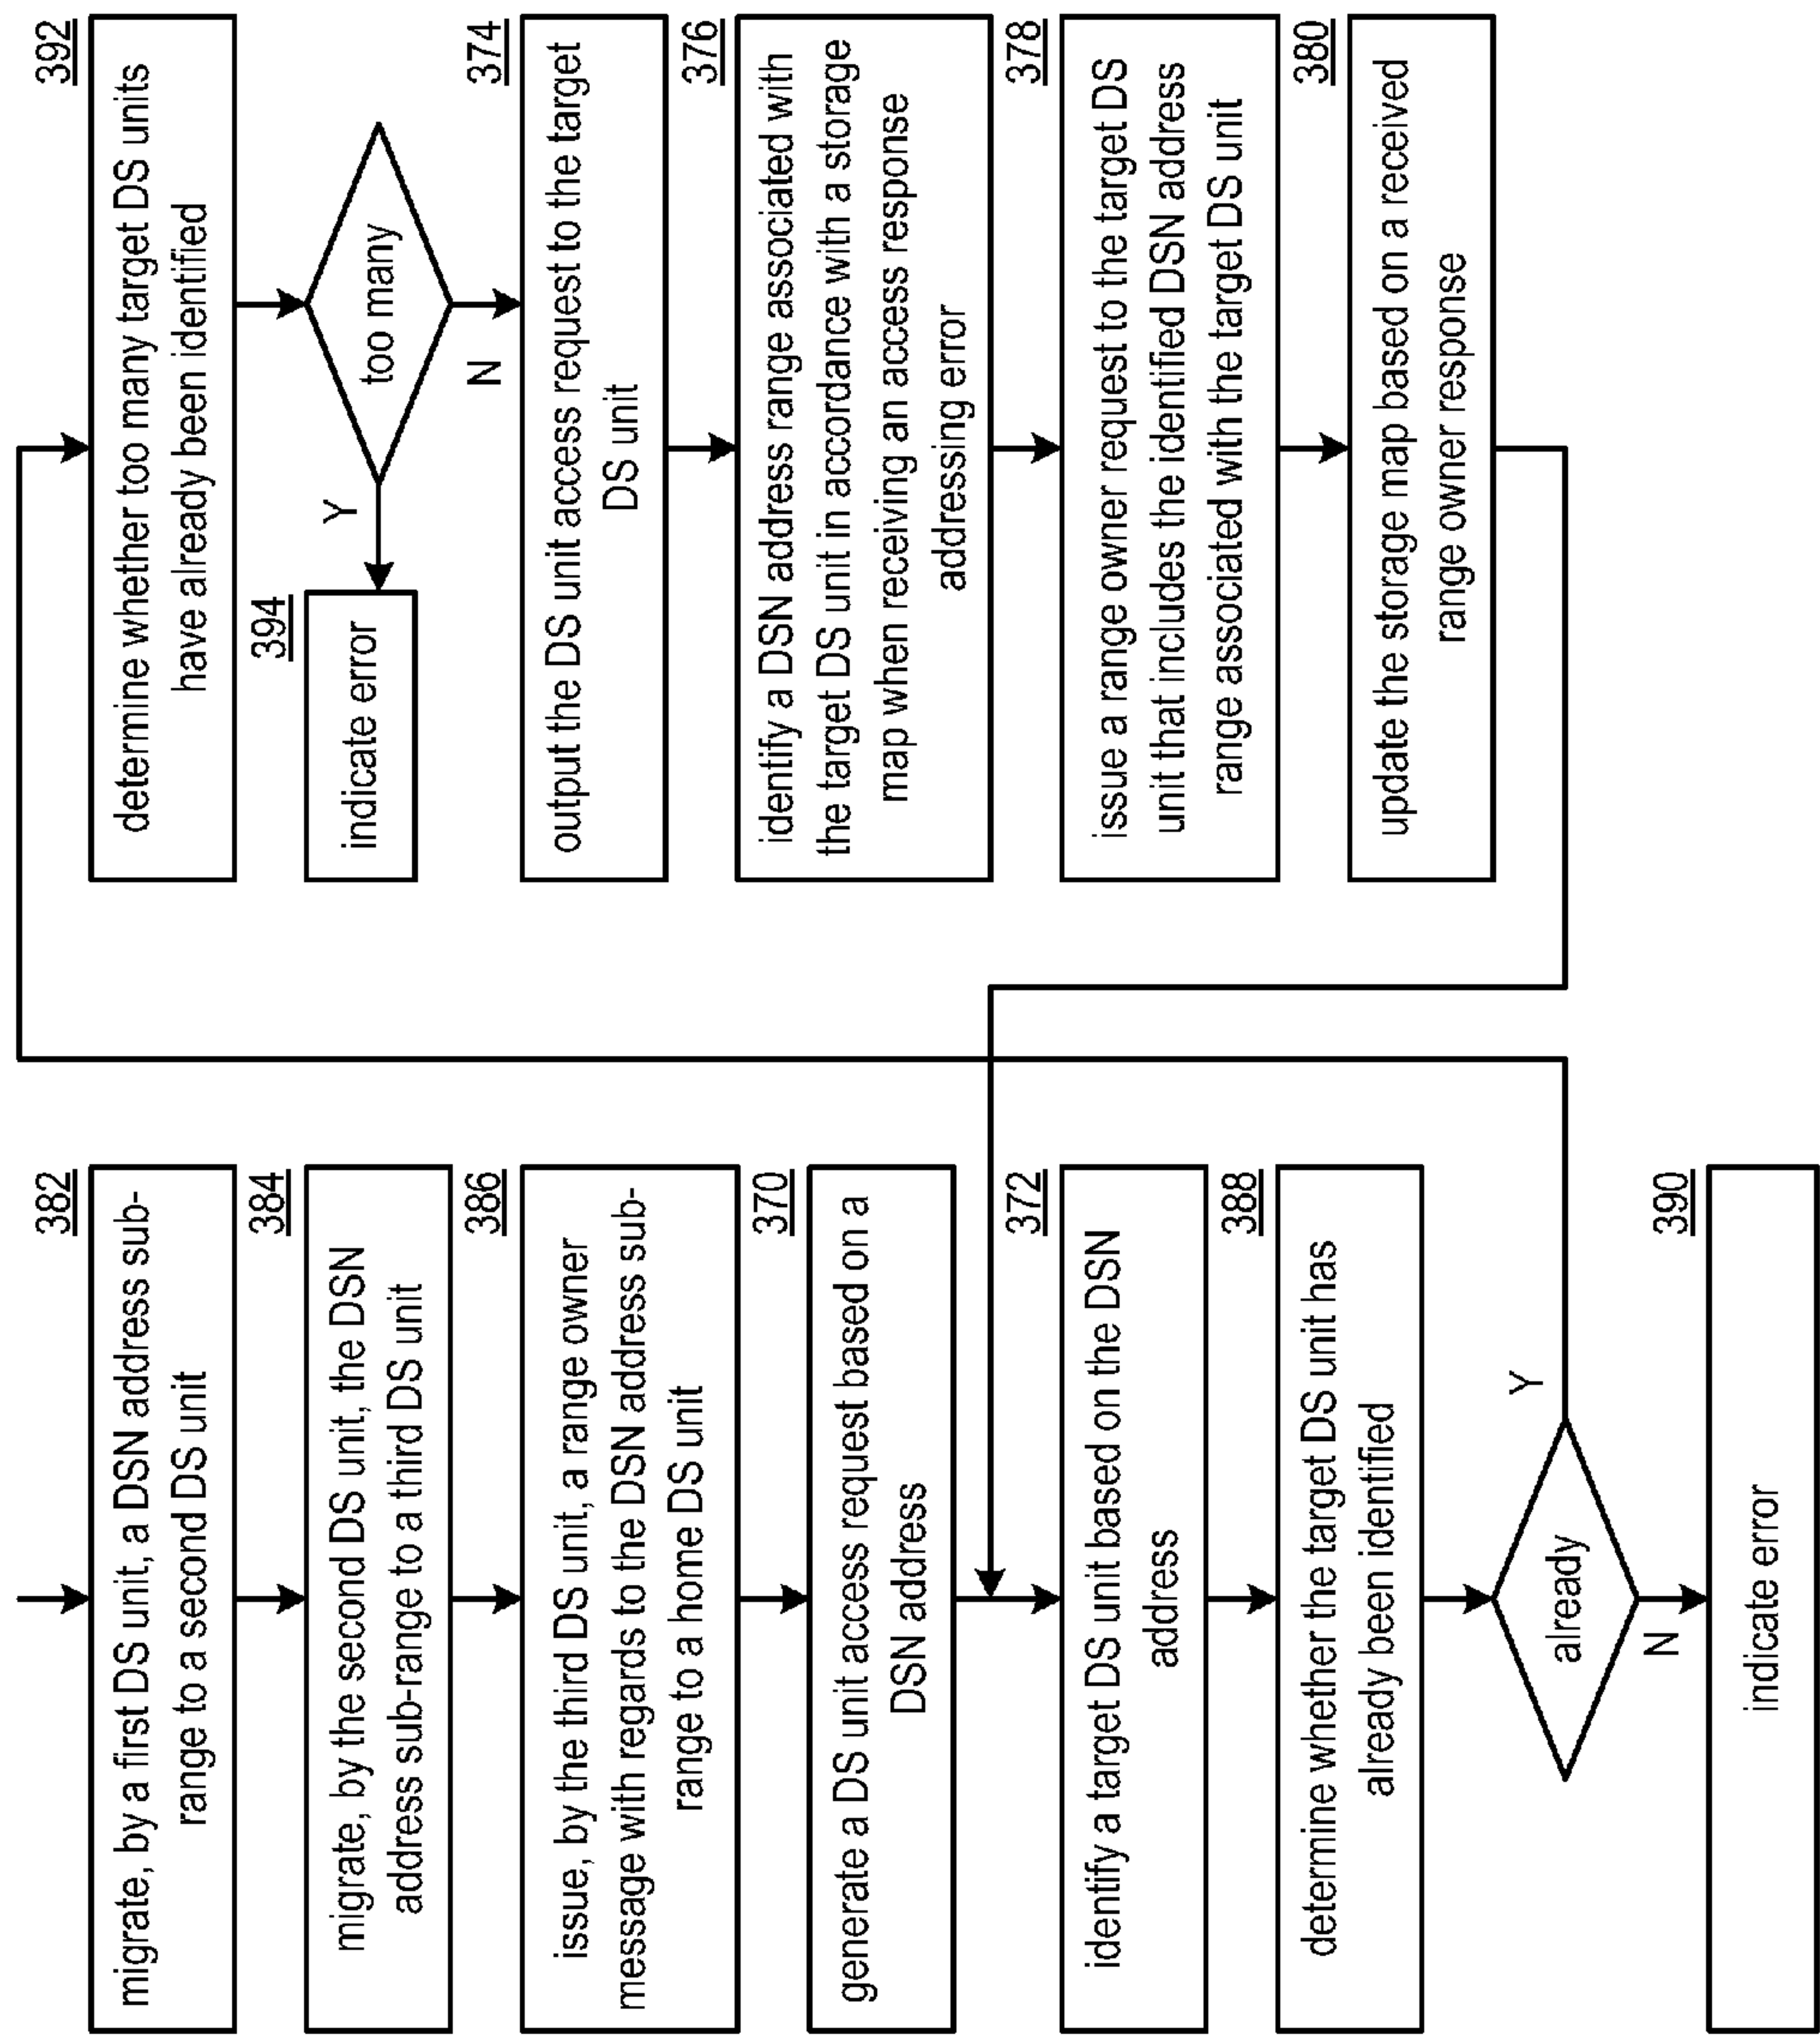 382
migrate, by a first DS unit, a DSN address sub-
range to a second DS unit
384
migrate, by the second DS unit, the DSN
address sub-range to a third DS unit
386
issue, by the third DS unit, a range owner
message with regards to the DSN address sub-
range to a home DS unit
370
generate a DS unit access request based on a
DSN address
372
identify a target DS unit based on the DSN
address
388
determine whether the target DS unit has
already been identified
already
Y
N
390
indicate error
392
determine whether too many target DS units
have already been identified
too many
Y
N
394
indicate error
374
output the DS unit access request to the target
DS unit
376
identify a DSN address range associated with
the target DS unit in accordance with a storage
map when receiving an access response
addressing error
378
issue a range owner request to the target DS
unit that includes the identified DSN address
range associated with the target DS unit
380
update the storage map based on a received
range owner response